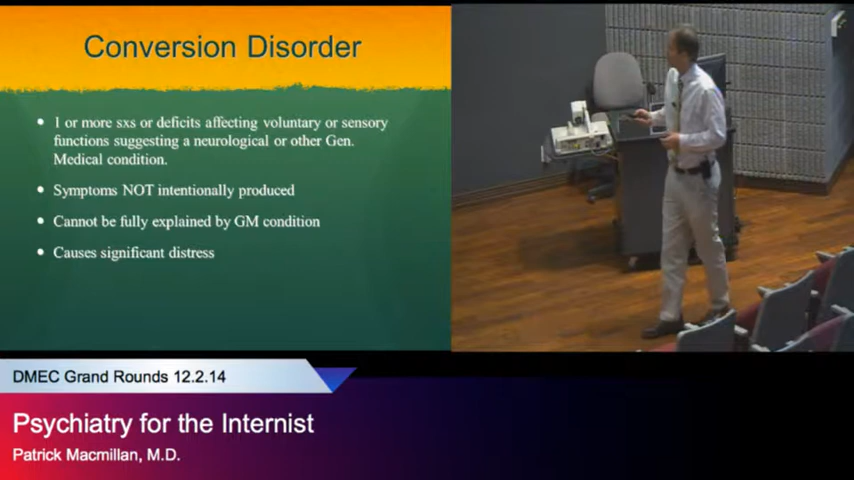 Conversion Disorder
• 1 or more sxs or deficits affecting voluntary or sensory
functions suggesting a neurological or other Gen.
Medical condition.
• Symptoms NOT intentionally produced
• Cannot be fully explained by GM condition
• Causes significant distress
DMEC Grand Rounds 12.2.14
Psychiatry for the Internist
Patrick Macmillan, M.D.